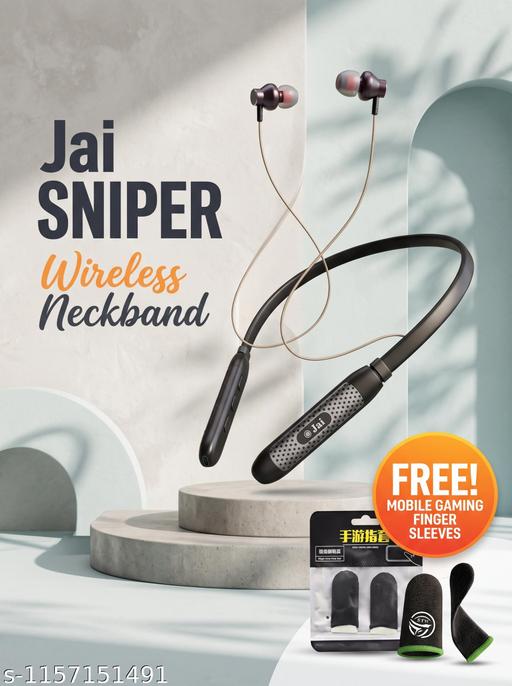 Jai
SNIPER
Wireless
Neckband
Jai
FREE!
MOBILE GAMING
FINGER
SLEEVES
手游指套
s-1157151491